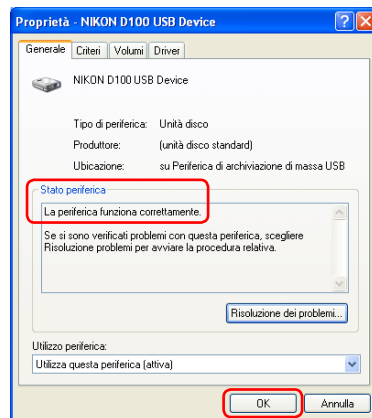 Proprietà - NIKON D100 USB Device
Generale Criteri Volumi Driver
NIKON D100 USB Device
Tipo di periferica: Unità disco
Produttore: (unità disco standard)
Ubicazione: su Periferica di archiviazione di massa USB
Stato periferica
La periferica funziona correttamente.
Se si sono verificati problemi con questa periferica, scegliere
Risoluzione problemi per avviare la procedura relativa.
Risoluzione dei problemi...
Utilizzo periferica:
Utilizza questa periferica (attiva)
OK Annulla